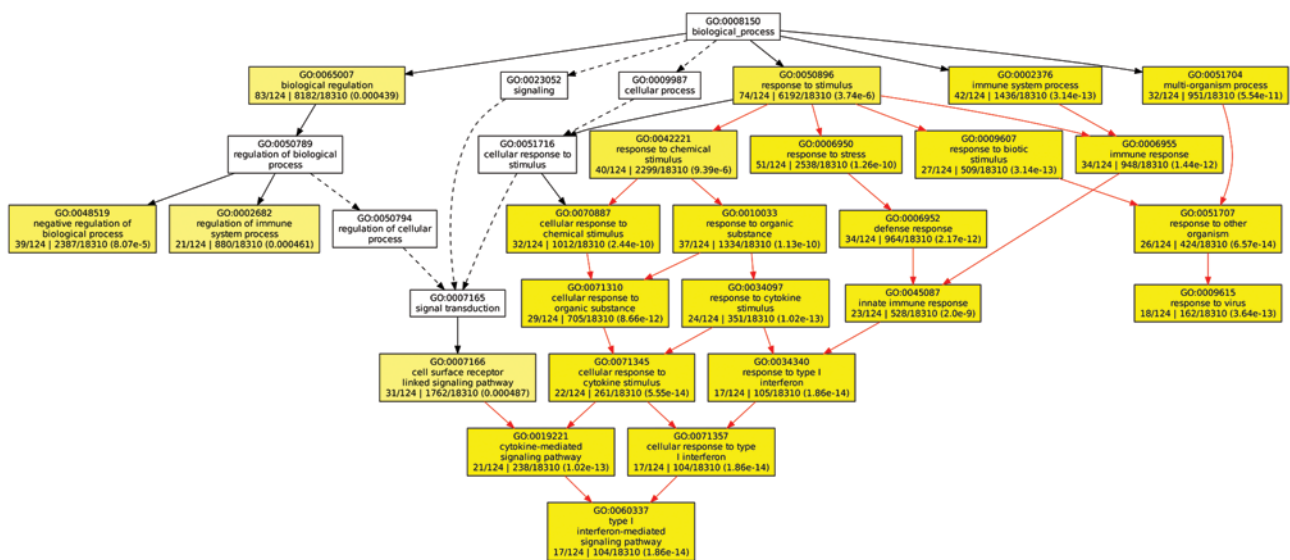 GO:0008150
biological_process
GO:0065007
biological regulation
83/124 | 8182/18310 (0.000439)
GO:0023052
signaling
GO:0009987
cellular process
GO:0050896
response to stimulus
74/124 | 6192/18310 (3.74e-6)
GO:0002376
immune system process
42/124 | 1436/18310 (3.14e-13)
GO:0051704
multi-organism process
32/124 | 951/18310 (5.54e-11)
GO:0050789
regulation of biological
process
GO:0051716
cellular response to
stimulus
GO:0042221
response to chemical
stimulus
40/124 | 2299/18310 (9.39e-6)
GO:0006950
response to stress
51/124 | 2538/18310 (1.26e-10)
GO:0009607
response to biotic
stimulus
27/124 | 509/18310 (3.14e-13)
GO:0006955
immune response
34/124 | 948/18310 (1.44e-12)
GO:0048519
negative regulation of
biological process
39/124 | 2387/18310 (8.07e-5)
GO:0002682
regulation of immune
system process
21/124 | 880/18310 (0.000461)
GO:0050794
regulation of cellular
process
GO:0070887
cellular response to
chemical stimulus
32/124 | 1012/18310 (2.44e-10)
GO:0010033
response to organic
substance
37/124 | 1334/18310 (1.13e-10)
GO:0006952
defense response
34/124 | 964/18310 (2.17e-12)
GO:0051707
response to other
organism
26/124 | 424/18310 (6.57e-14)
GO:0007165
signal transduction
GO:0071310
cellular response to
organic substance
29/124 | 705/18310 (8.66e-12)
GO:0034097
response to cytokine
stimulus
24/124 | 351/18310 (1.02e-13)
GO:0045087
innate immune response
23/124 | 528/18310 (2.0e-9)
GO:0009615
response to virus
18/124 | 162/18310 (3.64e-13)
GO:0007166
cell surface receptor
linked signaling pathway
31/124 | 1762/18310 (0.000487)
GO:0071345
cellular response to
cytokine stimulus
22/124 | 261/18310 (5.55e-14)
GO:0034340
response to type I
interferon
17/124 | 105/18310 (1.86e-14)
GO:0019221
cytokine-mediated
signaling pathway
21/124 | 238/18310 (1.02e-13)
GO:0071357
cellular response to type
I interferon
17/124 | 104/18310 (1.86e-14)
GO:0060337
type I
interferon-mediated
signaling pathway
17/124 | 104/18310 (1.86e-14)